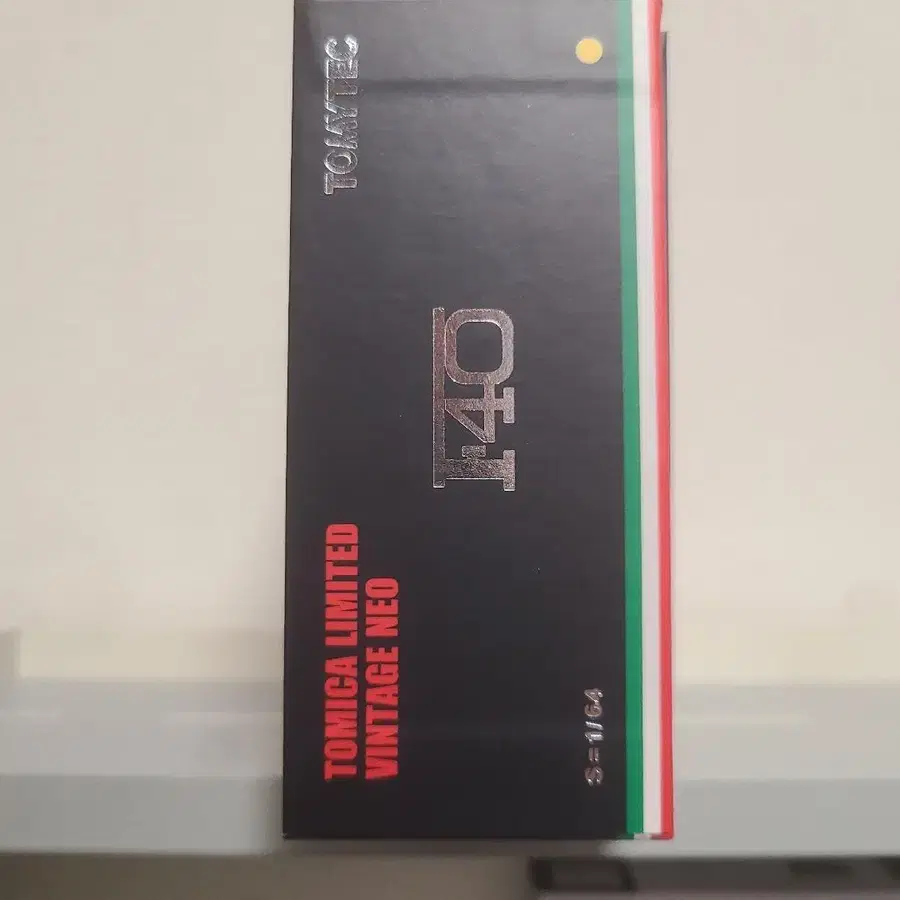 TOMICA LIMITED
VINTAGE NEO
TOMYTEC
F40
S=1/64